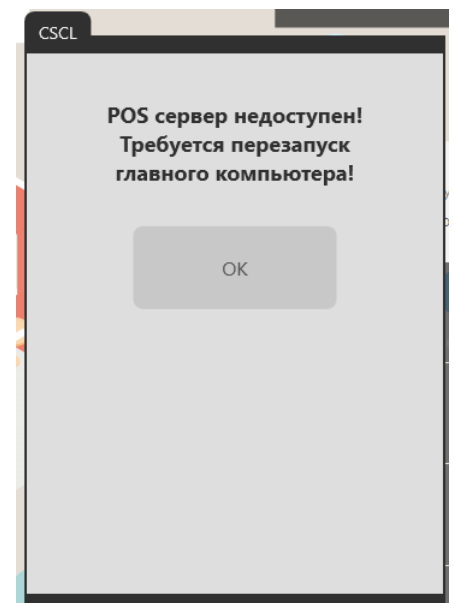 CSCL
POS сервер недоступен!
Требуется перезапуск
главного компьютера!
OK